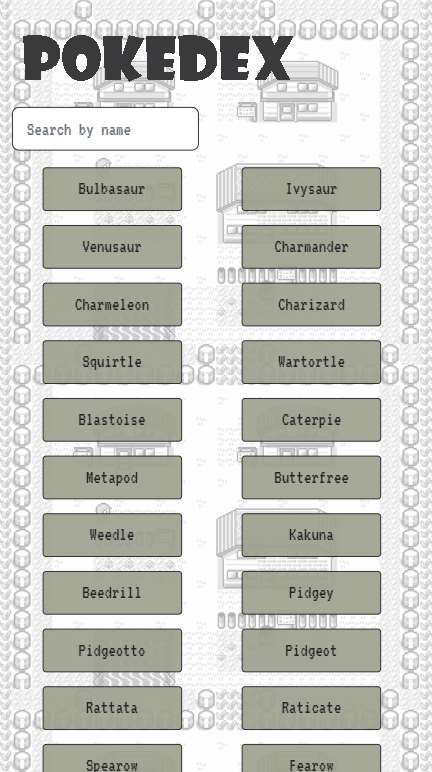 POKEDEX
Search by name
Bulbasaur
Ivysaur
Venusaur
Charmander
Charmeleon
Charizard
Squirtle
Wartortle
Blastoise
Caterpie
Metapod
Butterfree
Weedle
Kakuna
Beedrill
Pidgey
Pidgeotto
Pidgeot
Rattata
Raticate
Spearow
Fearow